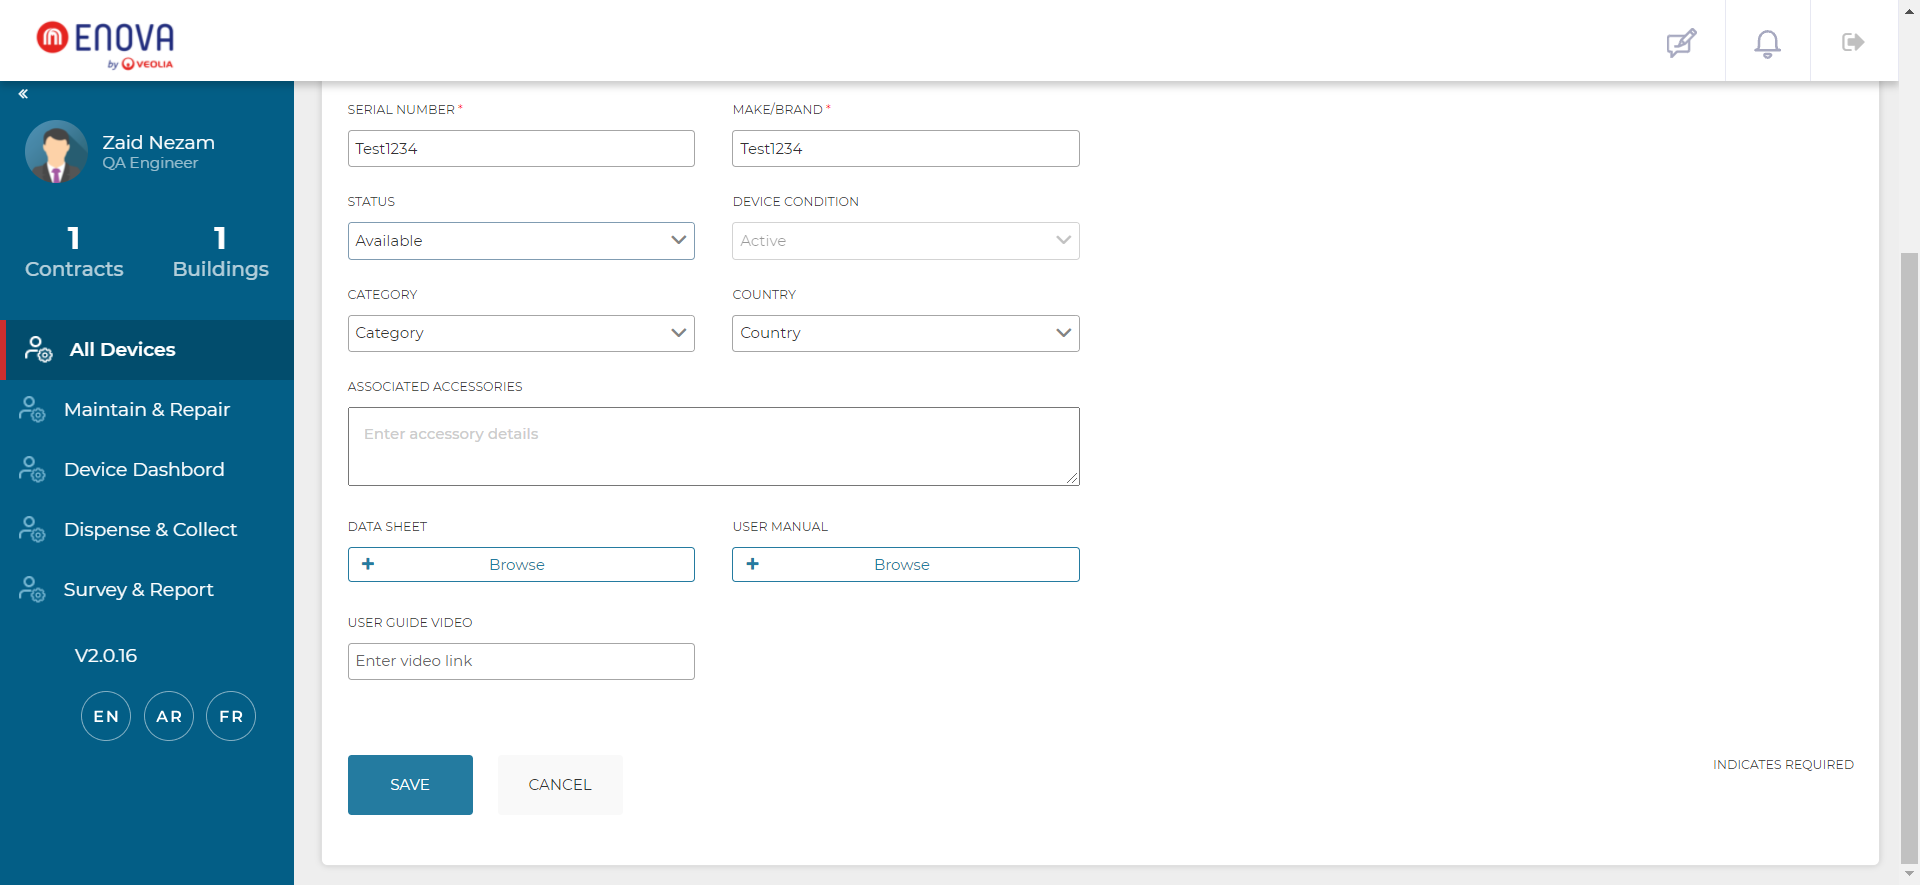 ENOVA
by VEOLIA
Zaid Nezam
QA Engineer
1
Contracts
1
Buildings
All Devices
Maintain & Repair
Device Dashbord
Dispense & Collect
Survey & Report
V2.0.16
EN
AR
FR
SERIAL NUMBER *
Test1234
MAKE/BRAND *
Test1234
STATUS
Available
DEVICE CONDITION
Active
CATEGORY
Category
COUNTRY
Country
ASSOCIATED ACCESSORIES
Enter accessory details
DATA SHEET
Browse
USER MANUAL
Browse
USER GUIDE VIDEO
Enter video link
SAVE
CANCEL
INDICATES REQUIRED